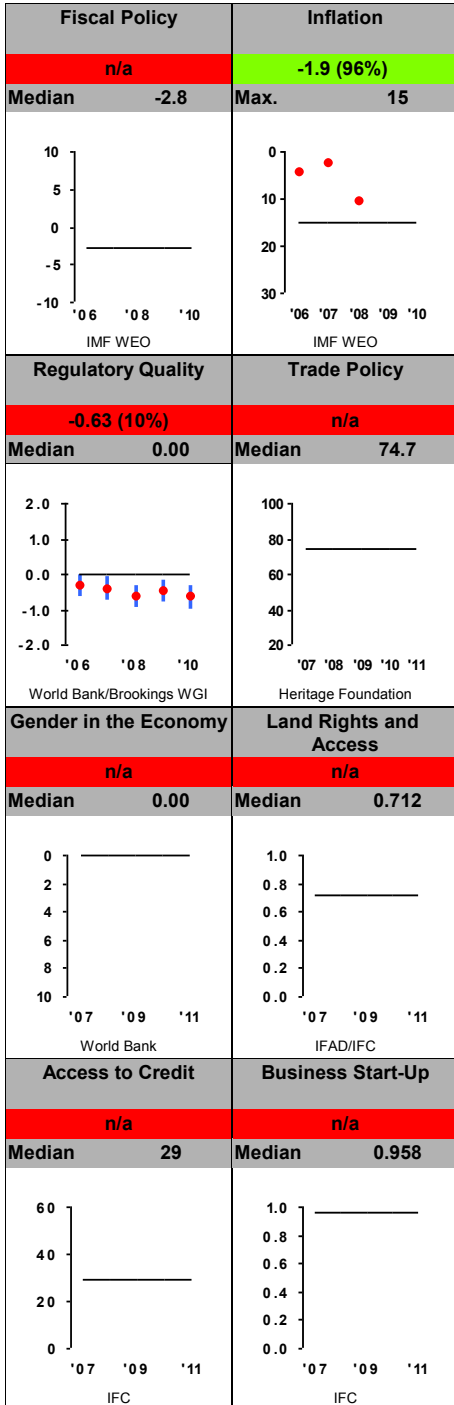 Fiscal Policy
n/a
Median -2.8
10
5
0
-5
-10
'06 '08 '10
IMF WEO
Inflation
-1.9 (96%)
Max. 15
0
10
20
30
'06 '07 '08 '09 '10
IMF WEO
Regulatory Quality
-0.63 (10%)
Median 0.00
2.0
1.0
0.0
-1.0
-2.0
'06 '08 '10
World Bank/Brookings WGI
Trade Policy
n/a
Median 74.7
100
80
60
40
20
'07 '08 '09 '10 '11
Heritage Foundation
Gender in the Economy
n/a
Median 0.00
0
2
4
6
8
10
'07 '09 '11
World Bank
Land Rights and
Access
n/a
Median 0.712
1.0
0.8
0.6
0.4
0.2
0.0
'07 '09 '11
IFAD/IFC
Access to Credit
n/a
Median 29
60
40
20
0
'07 '09 '11
IFC
Business Start-Up
n/a
Median 0.958
1.0
0.8
0.6
0.4
0.2
0.0
'07 '09 '11
IFC